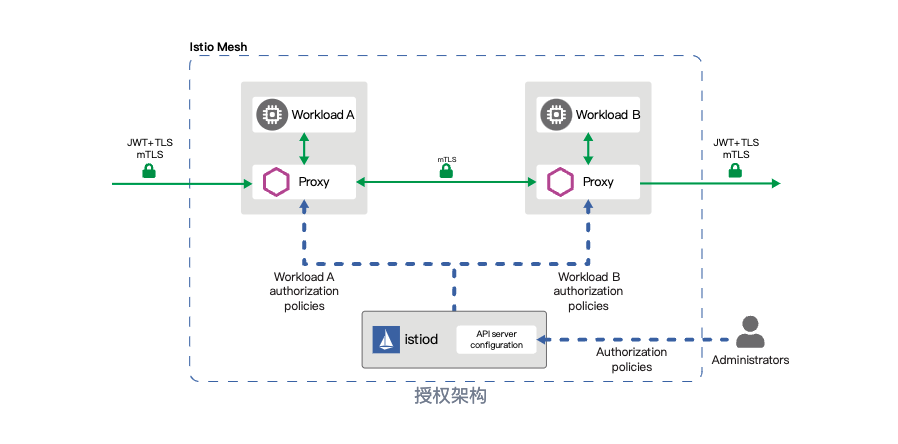 Istio Mesh
Workload A
Workload B
JWT+TLS
mTLS
mTLS
JWT+TLS
mTLS
Proxy
Proxy
Workload A
authorization
policies
Workload B
authorization
policies
istiod
API server
configuration
Authorization
policies
Administrators
授权架构